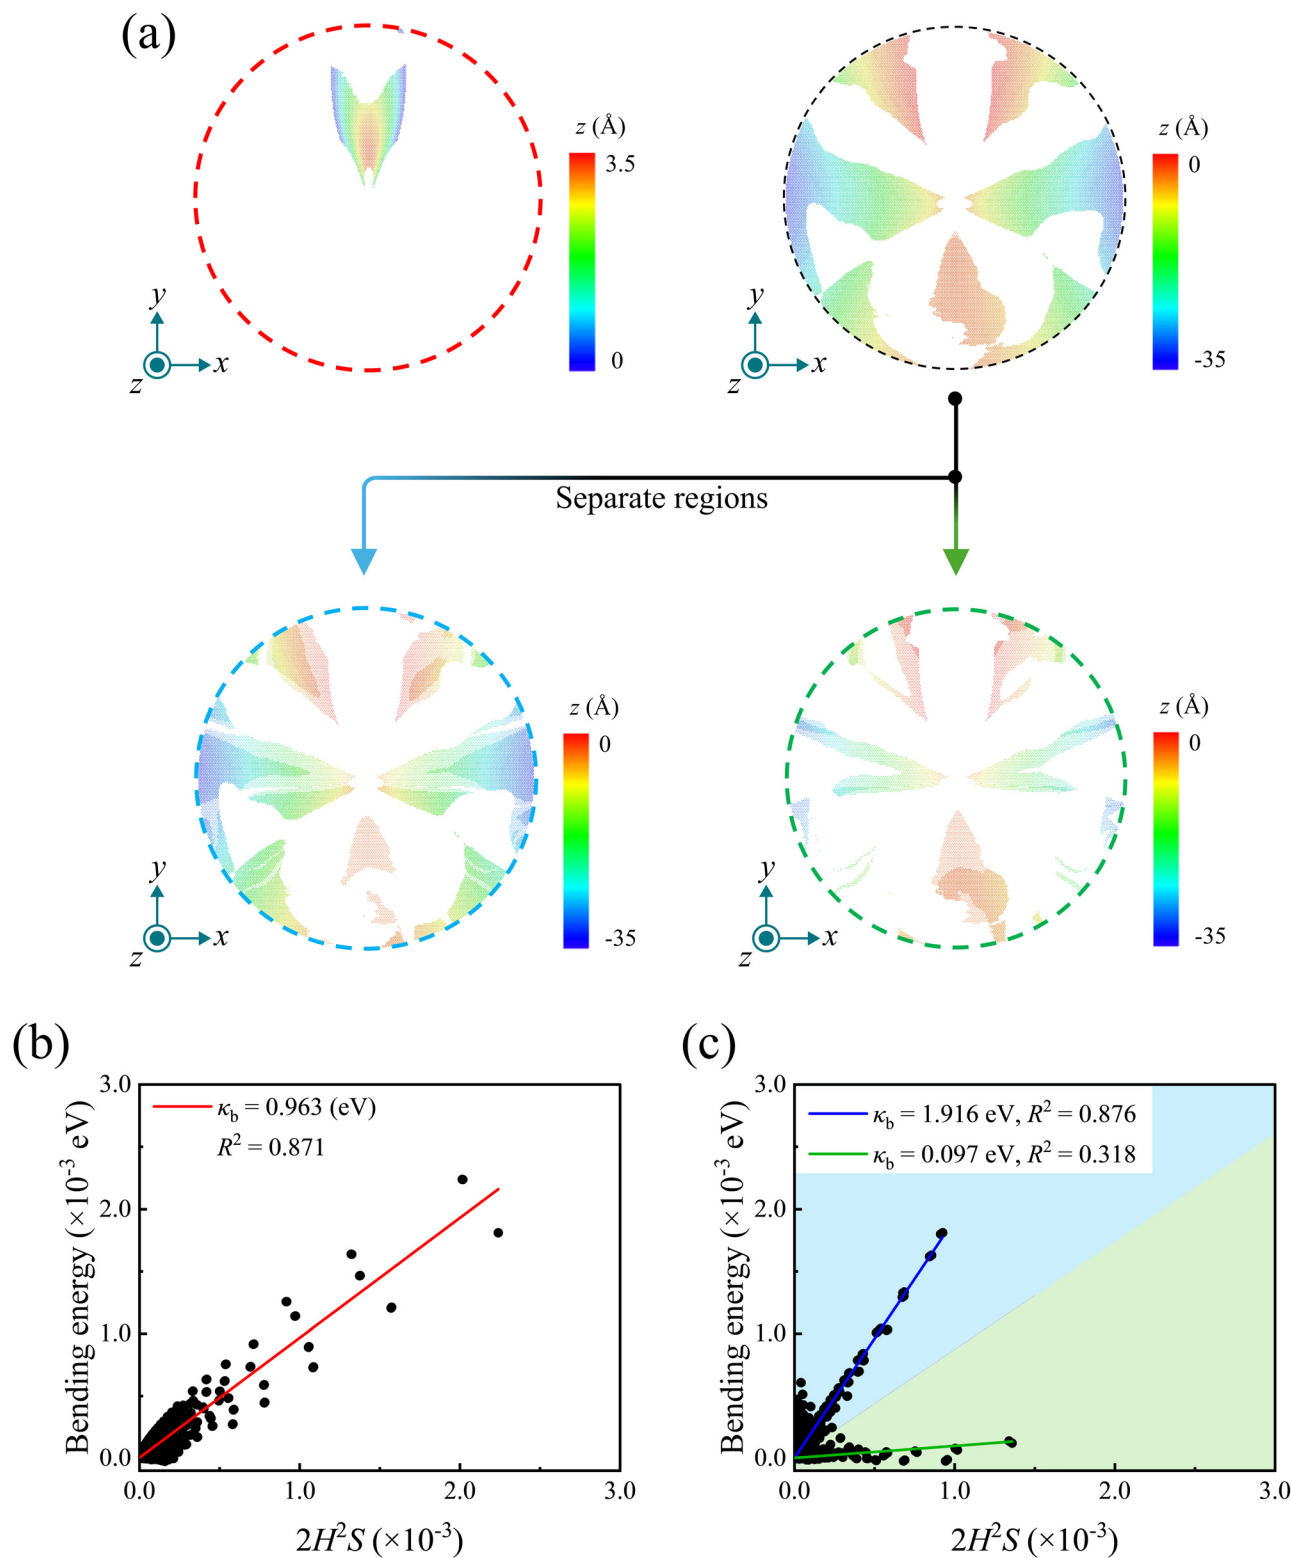 (a)
z (Å)
3.5
0
y
x
z
z (Å)
0
-35
y
x
z
Separate regions
z (Å)
0
-35
y
x
z
z (Å)
0
-35
y
x
z
(b)
Bending energy (×10⁻³ eV)
3.0
2.0
1.0
0.0
κb = 0.963 (eV)
R² = 0.871
0.0 1.0 2.0 3.0
2H²S (×10⁻³)
(c)
Bending energy (×10⁻³ eV)
3.0
2.0
1.0
0.0
κb = 1.916 eV, R² = 0.876
κb = 0.097 eV, R² = 0.318
0.0 1.0 2.0 3.0
2H²S (×10⁻³)